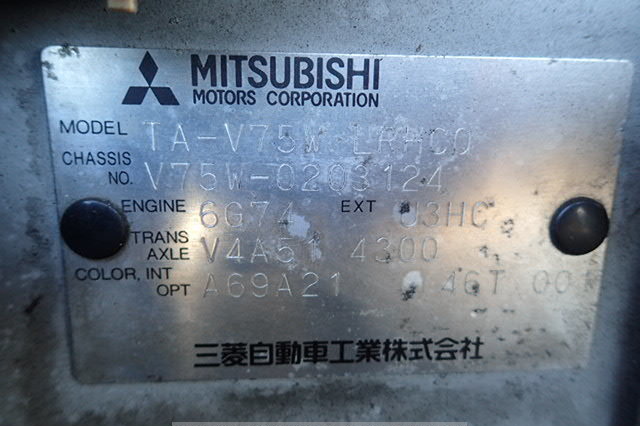 MITSUBISHI
MOTORS CORPORATION
MODEL TA-V75W LRHCO
CHASSIS
NO. V75W-0203124
ENGINE 6G74 EXT U3HC
TRANS
AXLE V4A51 4300
COLOR, INT
OPT A69A21 46T 00
三菱自動車工業株式会社